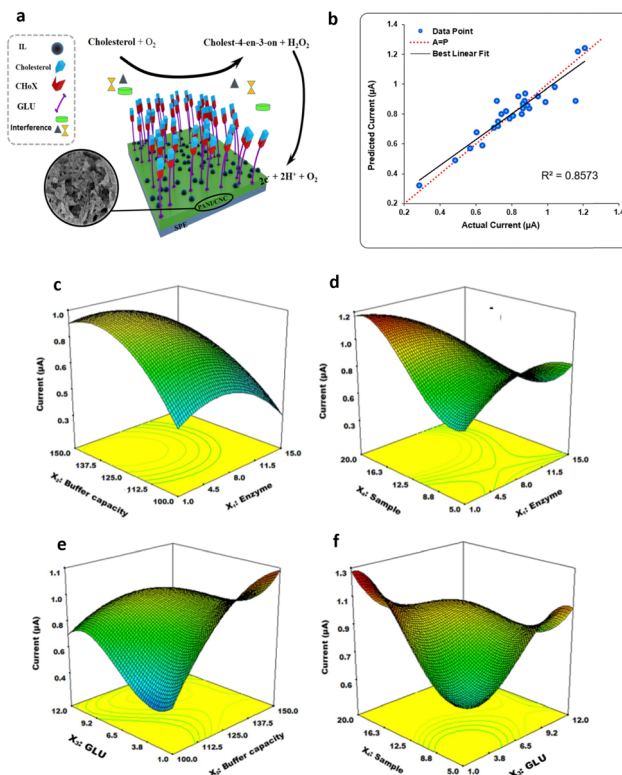 a
IL
Cholesterol
CHoX
GLU
Interference
Cholesterol + O2
Cholest-4-en-3-on + H2O2
2e- + 2H+ + O2
PANI/CNC
SPE
b
Data Point
A=P
Best Linear Fit
Predicted Current (µA)
1.4
1.2
1.0
0.8
0.6
0.4
0.2
R² = 0.8573
0.2 0.4 0.6 0.8 1.0 1.2 1.4
Actual Current (µA)
c
Current (µA)
1.0
0.8
0.6
0.5
0.3
150.0
137.5
125.0
112.5
100.0
X2: Buffer capacity
1.0
4.5
8.0
11.5
15.0
X1: Enzyme
d
Current (µA)
1.2
1.0
0.8
0.5
0.3
20.0
16.3
12.5
8.8
5.0
X4: Sample
1.0
4.5
8.0
11.5
15.0
X1: Enzyme
e
Current (µA)
1.1
1.0
0.8
0.6
0.4
12.0
9.2
6.5
3.8
1.0
X3: GLU
100.0
112.5
125.0
137.5
150.0
X2: Buffer capacity
f
Current (µA)
1.3
1.1
0.9
0.7
0.6
20.0
16.3
12.5
8.8
5.0
X4: Sample
1.0
3.8
6.5
9.2
12.0
X3: GLU